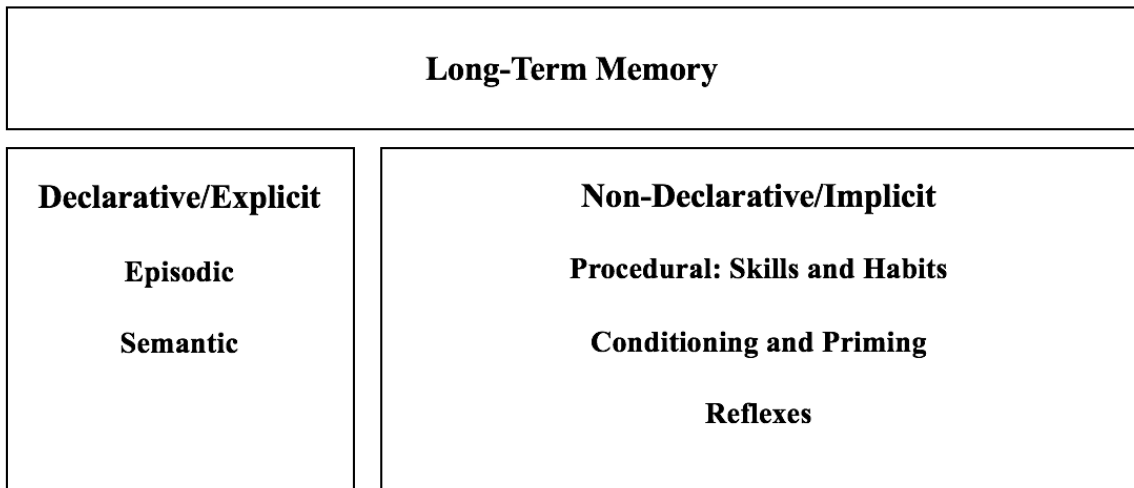 Long-Term Memory
Declarative/Explicit
Episodic
Semantic
Non-Declarative/Implicit
Procedural: Skills and Habits
Conditioning and Priming
Reflexes